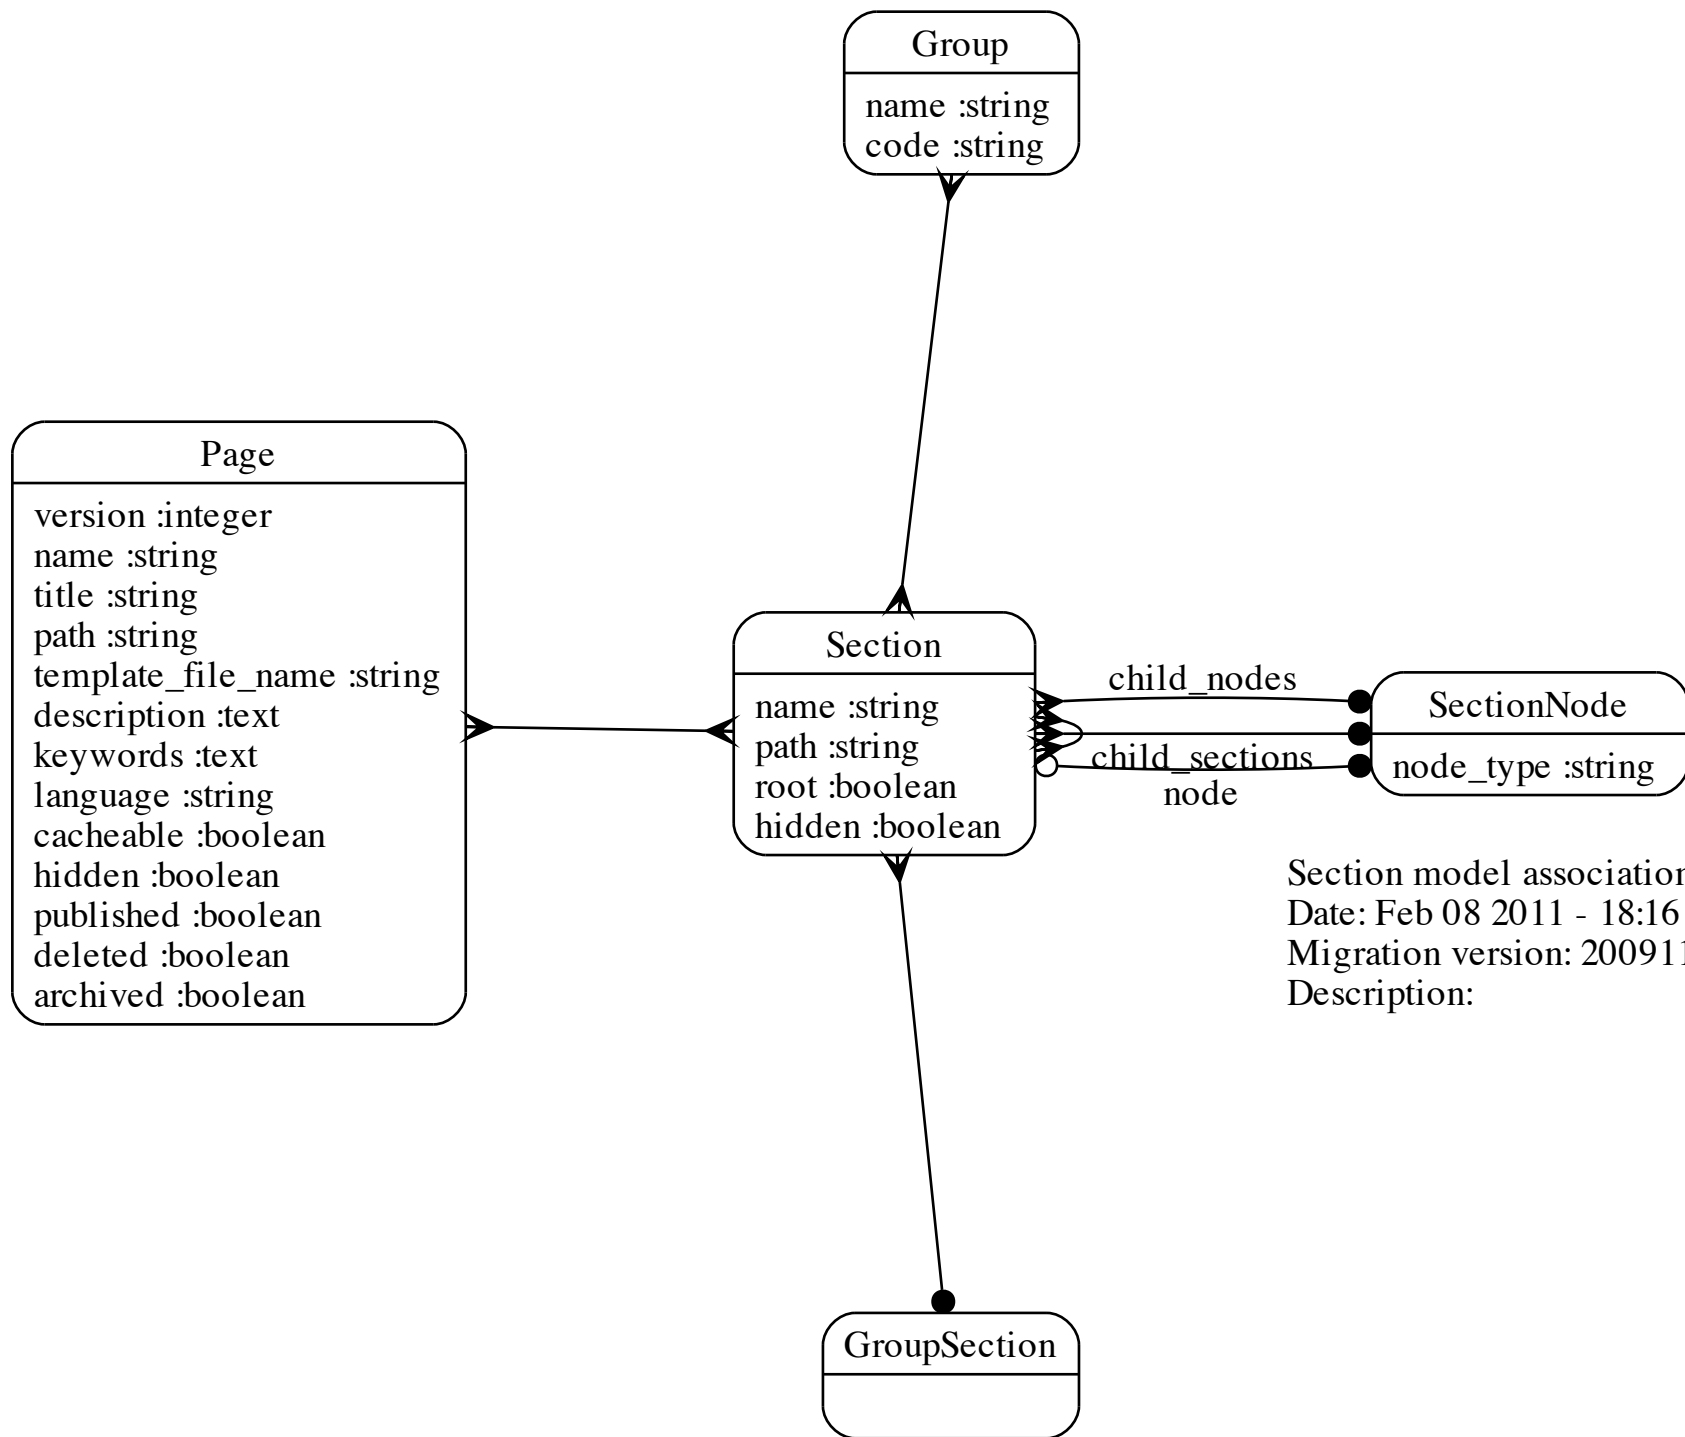 Group
name :string
code :string
Page
version :integer
name :string
title :string
path :string
template_file_name :string
description :text
keywords :text
language :string
cacheable :boolean
hidden :boolean
published :boolean
deleted :boolean
archived :boolean
Section
name :string
path :string
root :boolean
hidden :boolean
child_nodes
child_sections
node
SectionNode
node_type :string
Section model
Date: Feb 08 2011 - 18:16
Migration version:
Description:
GroupSection